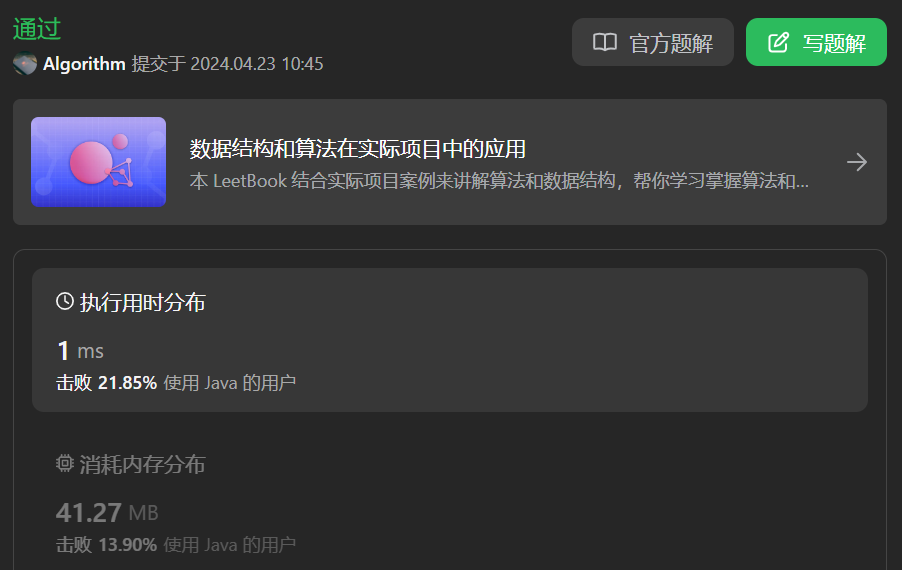 通过
官方题解
写题解
Algorithm 提交于 2024.04.23 10:45
数据结构和算法在实际项目中的应用
本 LeetBook 结合实际项目案例来讲解算法和数据结构，帮你学习掌握算法和...
执行用时分布
1 ms
击败 21.85% 使用 Java 的用户
消耗内存分布
41.27 MB
击败 13.90% 使用 Java 的用户